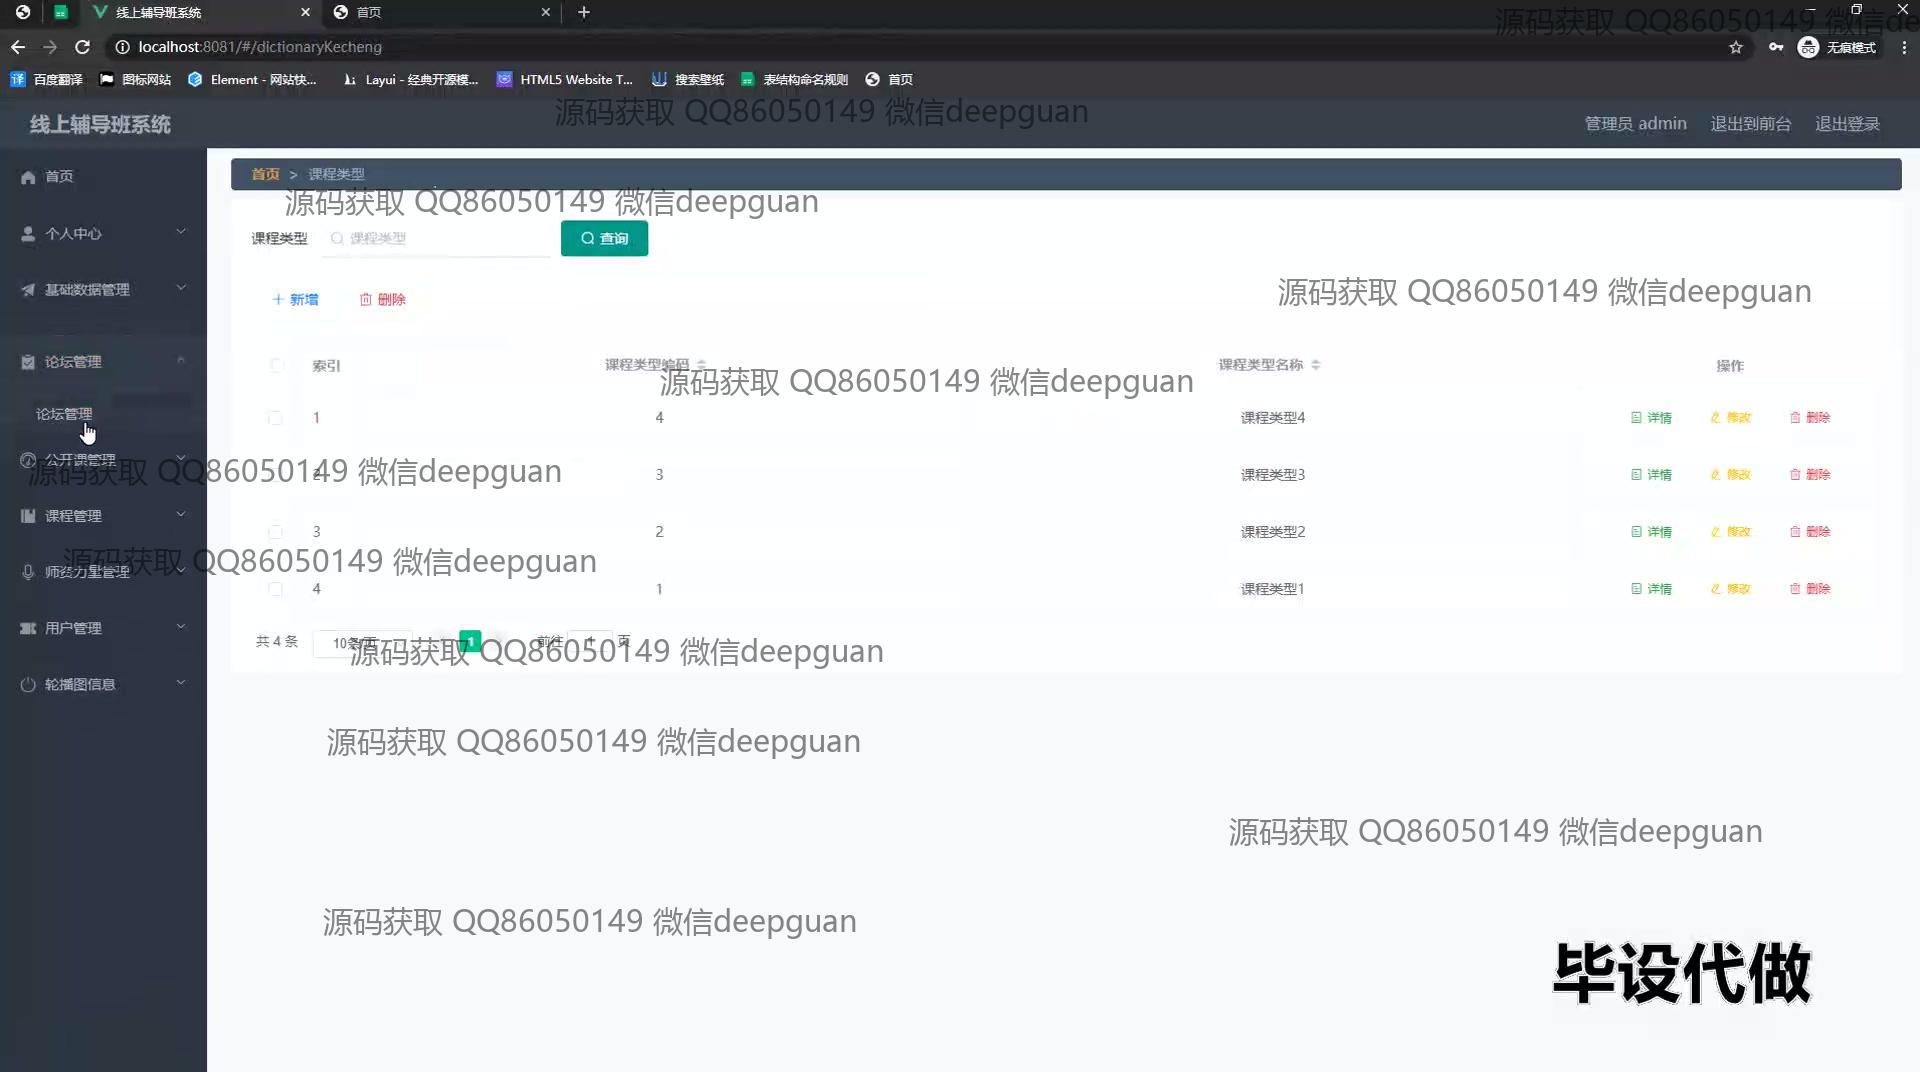 线上辅导班系统
首页
源码获取 QQ86050149 微信de
localhost:8081/#/dictionaryKecheng
无痕模式
百度翻译
图标网站
Element - 网站快...
Layui - 经典开源模...
HTML5 Website T...
搜索壁纸
表结构命名规则
首页
源码获取 QQ86050149 微信deepguan
线上辅导班系统
管理员 admin
退出到前台
退出登录
首页
首页 > 课程类型
源码获取 QQ86050149 微信deepguan
个人中心
课程类型
课程类型
查询
基础数据管理
新增
删除
源码获取 QQ86050149 微信deepguan
论坛管理
索引
课程类型编码
课程类型名称
操作
源码获取 QQ86050149 微信deepguan
论坛管理
1
4
课程类型4
详情
修改
删除
公开课管理
源码获取 QQ86050149 微信deepguan
2
3
课程类型3
详情
修改
删除
课程管理
3
2
课程类型2
详情
修改
删除
师资力量管理
源码获取 QQ86050149 微信deepguan
4
1
课程类型1
详情
修改
删除
用户管理
共 4 条
10条/页
1
前往
1
页
源码获取 QQ86050149 微信deepguan
轮播图信息
源码获取 QQ86050149 微信deepguan
源码获取 QQ86050149 微信deepguan
源码获取 QQ86050149 微信deepguan
毕设代做